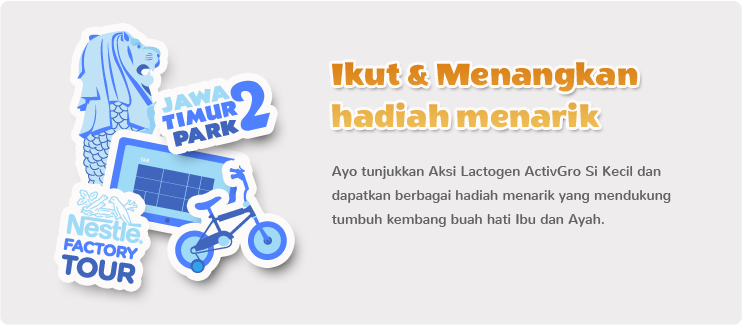 JAWA
TIMUR
PARK 2
Nestlé.
FACTORY
TOUR
Ikut & Menangkan
hadiah menarik
Ayo tunjukkan Aksi Lactogen ActivGro Si Kecil dan
dapatkan berbagai hadiah menarik yang mendukung
tumbuh kembang buah hati Ibu dan Ayah.